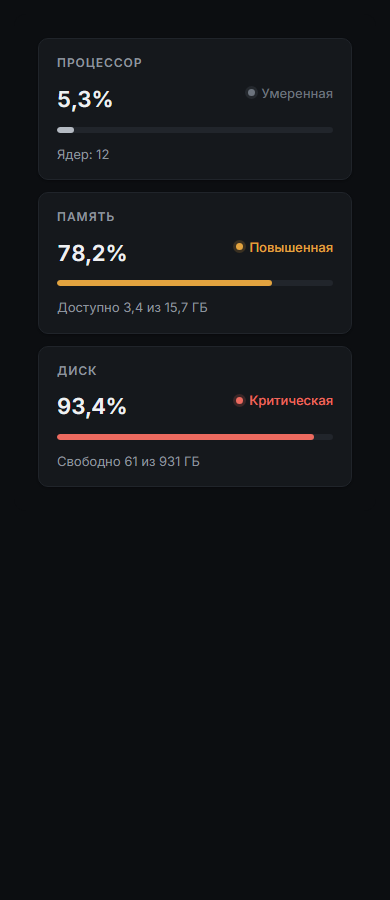 ПРОЦЕССОР
5,3%
Умеренная
Ядер: 12
ПАМЯТЬ
78,2%
Повышенная
Доступно 3,4 из 15,7 ГБ
ДИСК
93,4%
Критическая
Свободно 61 из 931 ГБ